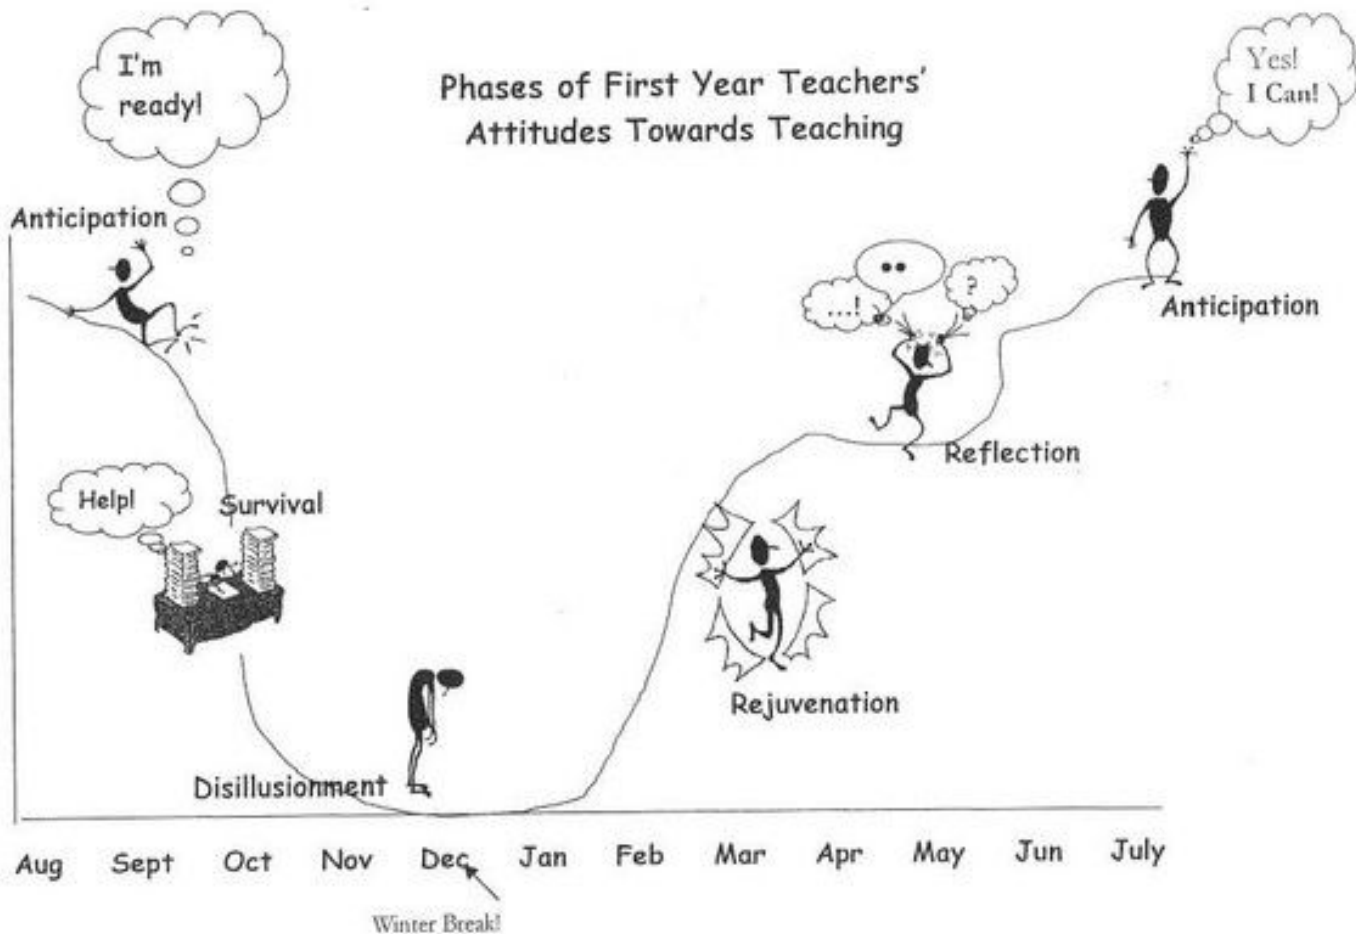 I'm
ready!
Phases of First Year Teachers'
Attitudes Towards Teaching
Yes!
I Can!
Anticipation
...!
••
?
Anticipation
Help!
Survival
Reflection
Rejuvenation
Disillusionment
Aug Sept Oct Nov Dec Jan Feb Mar Apr May Jun July
Winter Break!